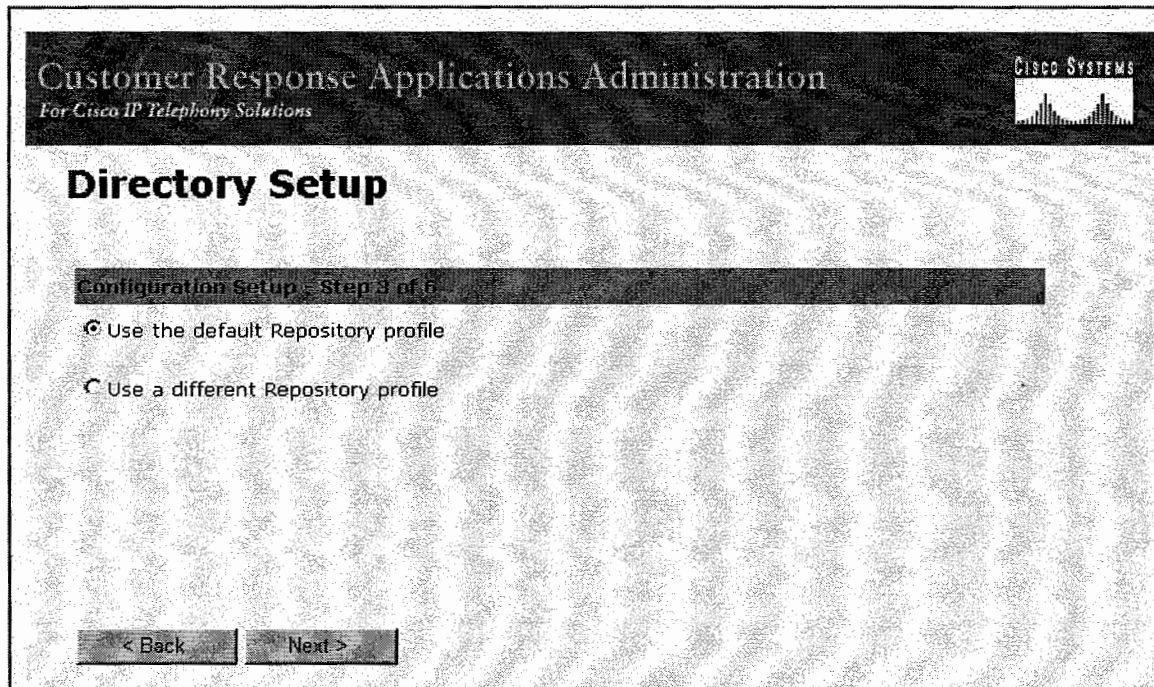 Customer Response Applications Administration
For Cisco IP Telephony Solutions
CISCO SYSTEMS
Directory Setup
Configuration Setup - Step 3 of 6
Use the default Repository profile
Use a different Repository profile
< Back
Next >